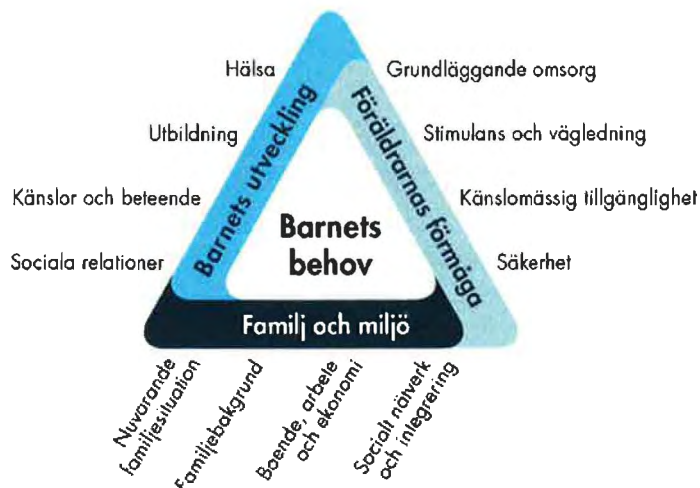 Hälsa
Utbildning
Känslor och beteende
Sociala relationer
Barnets utveckling
Grundläggande omsorg
Stimulans och vägledning
Känslomässig tillgänglighet
Säkerhet
Föräldrarnas förmåga
Barnets
behov
Familj och miljö
Nuvarande
familjesituation
Familjebakgrund
Boende, arbete
och ekonomi
Socialt nätverk
och integrering